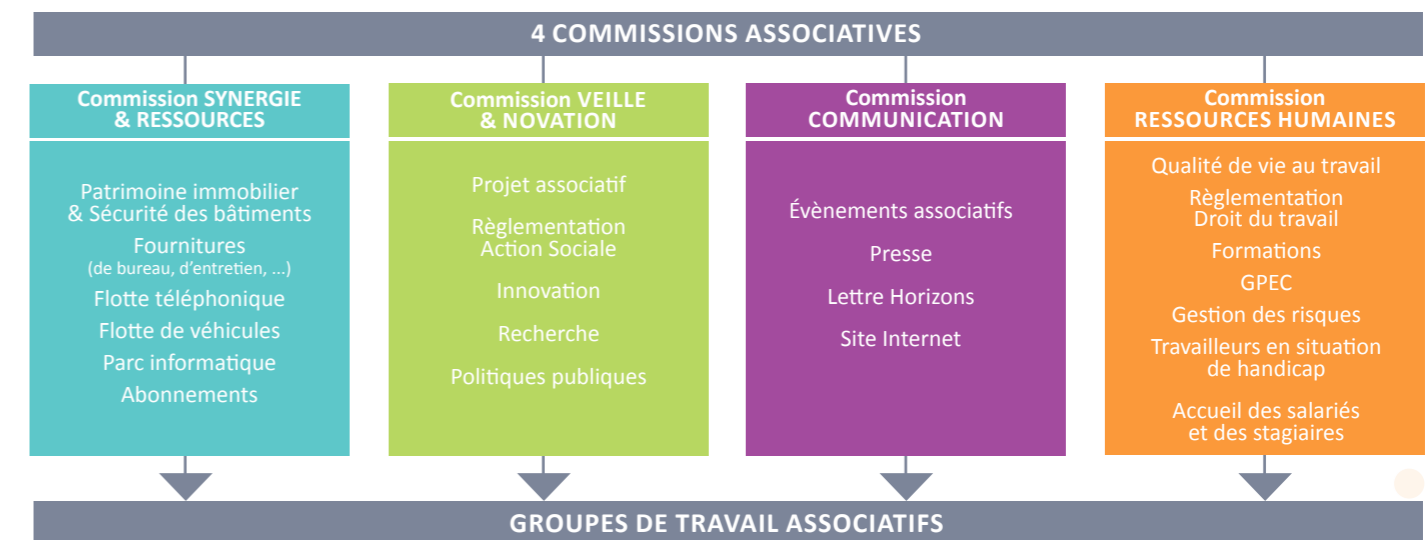 4 COMMISSIONS ASSOCIATIVES
Commission SYNERGIE
& RESSOURCES
Patrimoine immobilier
& Sécurité des bâtiments
Fournitures
(de bureau, d'entretien, ...)
Flotte téléphonique
Flotte de véhicules
Parc informatique
Abonnements
Commission VEILLE
& NOVATION
Projet associatif
Règlementation
Action Sociale
Innovation
Recherche
Politiques publiques
Commission
COMMUNICATION
Évènements associatifs
Presse
Lettre Horizons
Site Internet
Commission
RESSOURCES HUMAINES
Qualité de vie au travail
Règlementation
Droit du travail
Formations
GPEC
Gestion des risques
Travailleurs en situation
de handicap
Accueil des salariés
et des stagiaires
GROUPES DE TRAVAIL ASSOCIATIFS